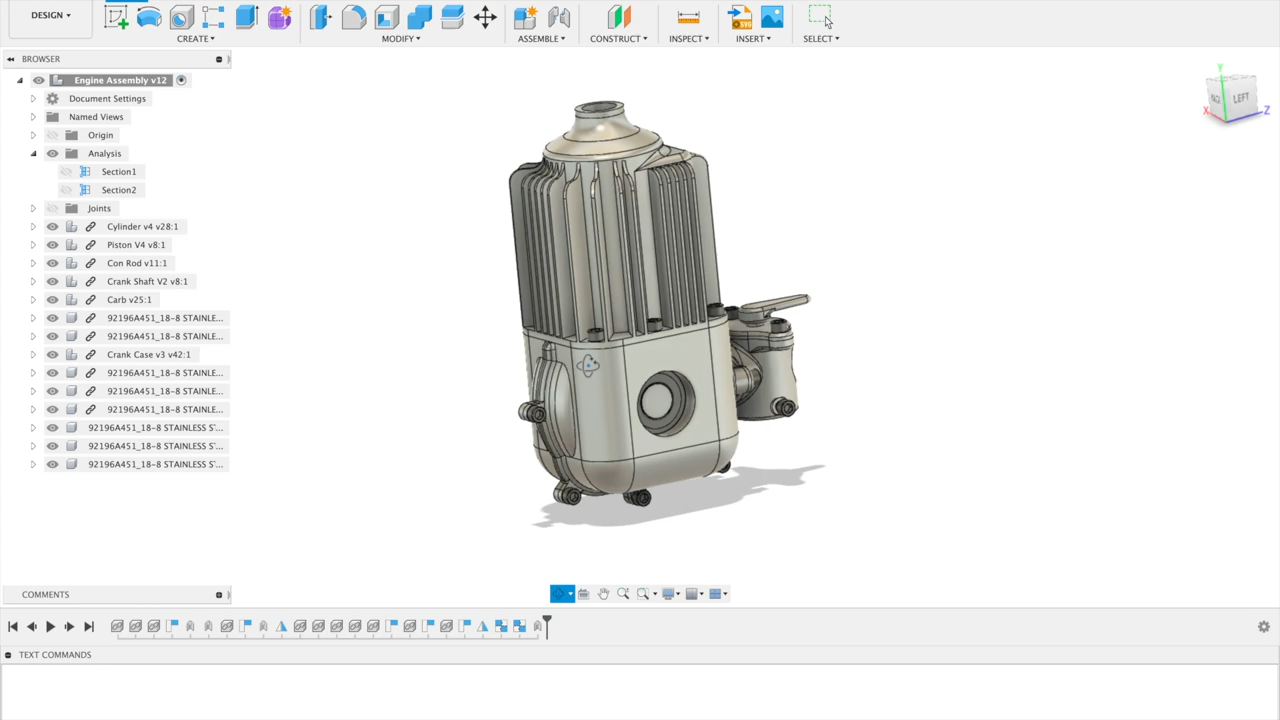 DESIGN
CREATE
MODIFY
ASSEMBLE
CONSTRUCT
INSPECT
INSERT
SELECT
SVG
BROWSER
Engine Assembly v12
Document Settings
Named Views
Origin
Analysis
Section1
Section2
Joints
Cylinder v4 v28:1
Piston V4 v8:1
Con Rod v11:1
Crank Shaft V2 v8:1
Carb v25:1
92196A451_18-8 STAINLE...
92196A451_18-8 STAINLE...
Crank Case v3 v42:1
92196A451_18-8 STAINLE...
92196A451_18-8 STAINLE...
92196A451_18-8 STAINLE...
92196A451_18-8 STAINLESS S'...
92196A451_18-8 STAINLESS S'...
92196A451_18-8 STAINLESS S'...
Y
BACK LEFT
X Z
COMMENTS
TEXT COMMANDS